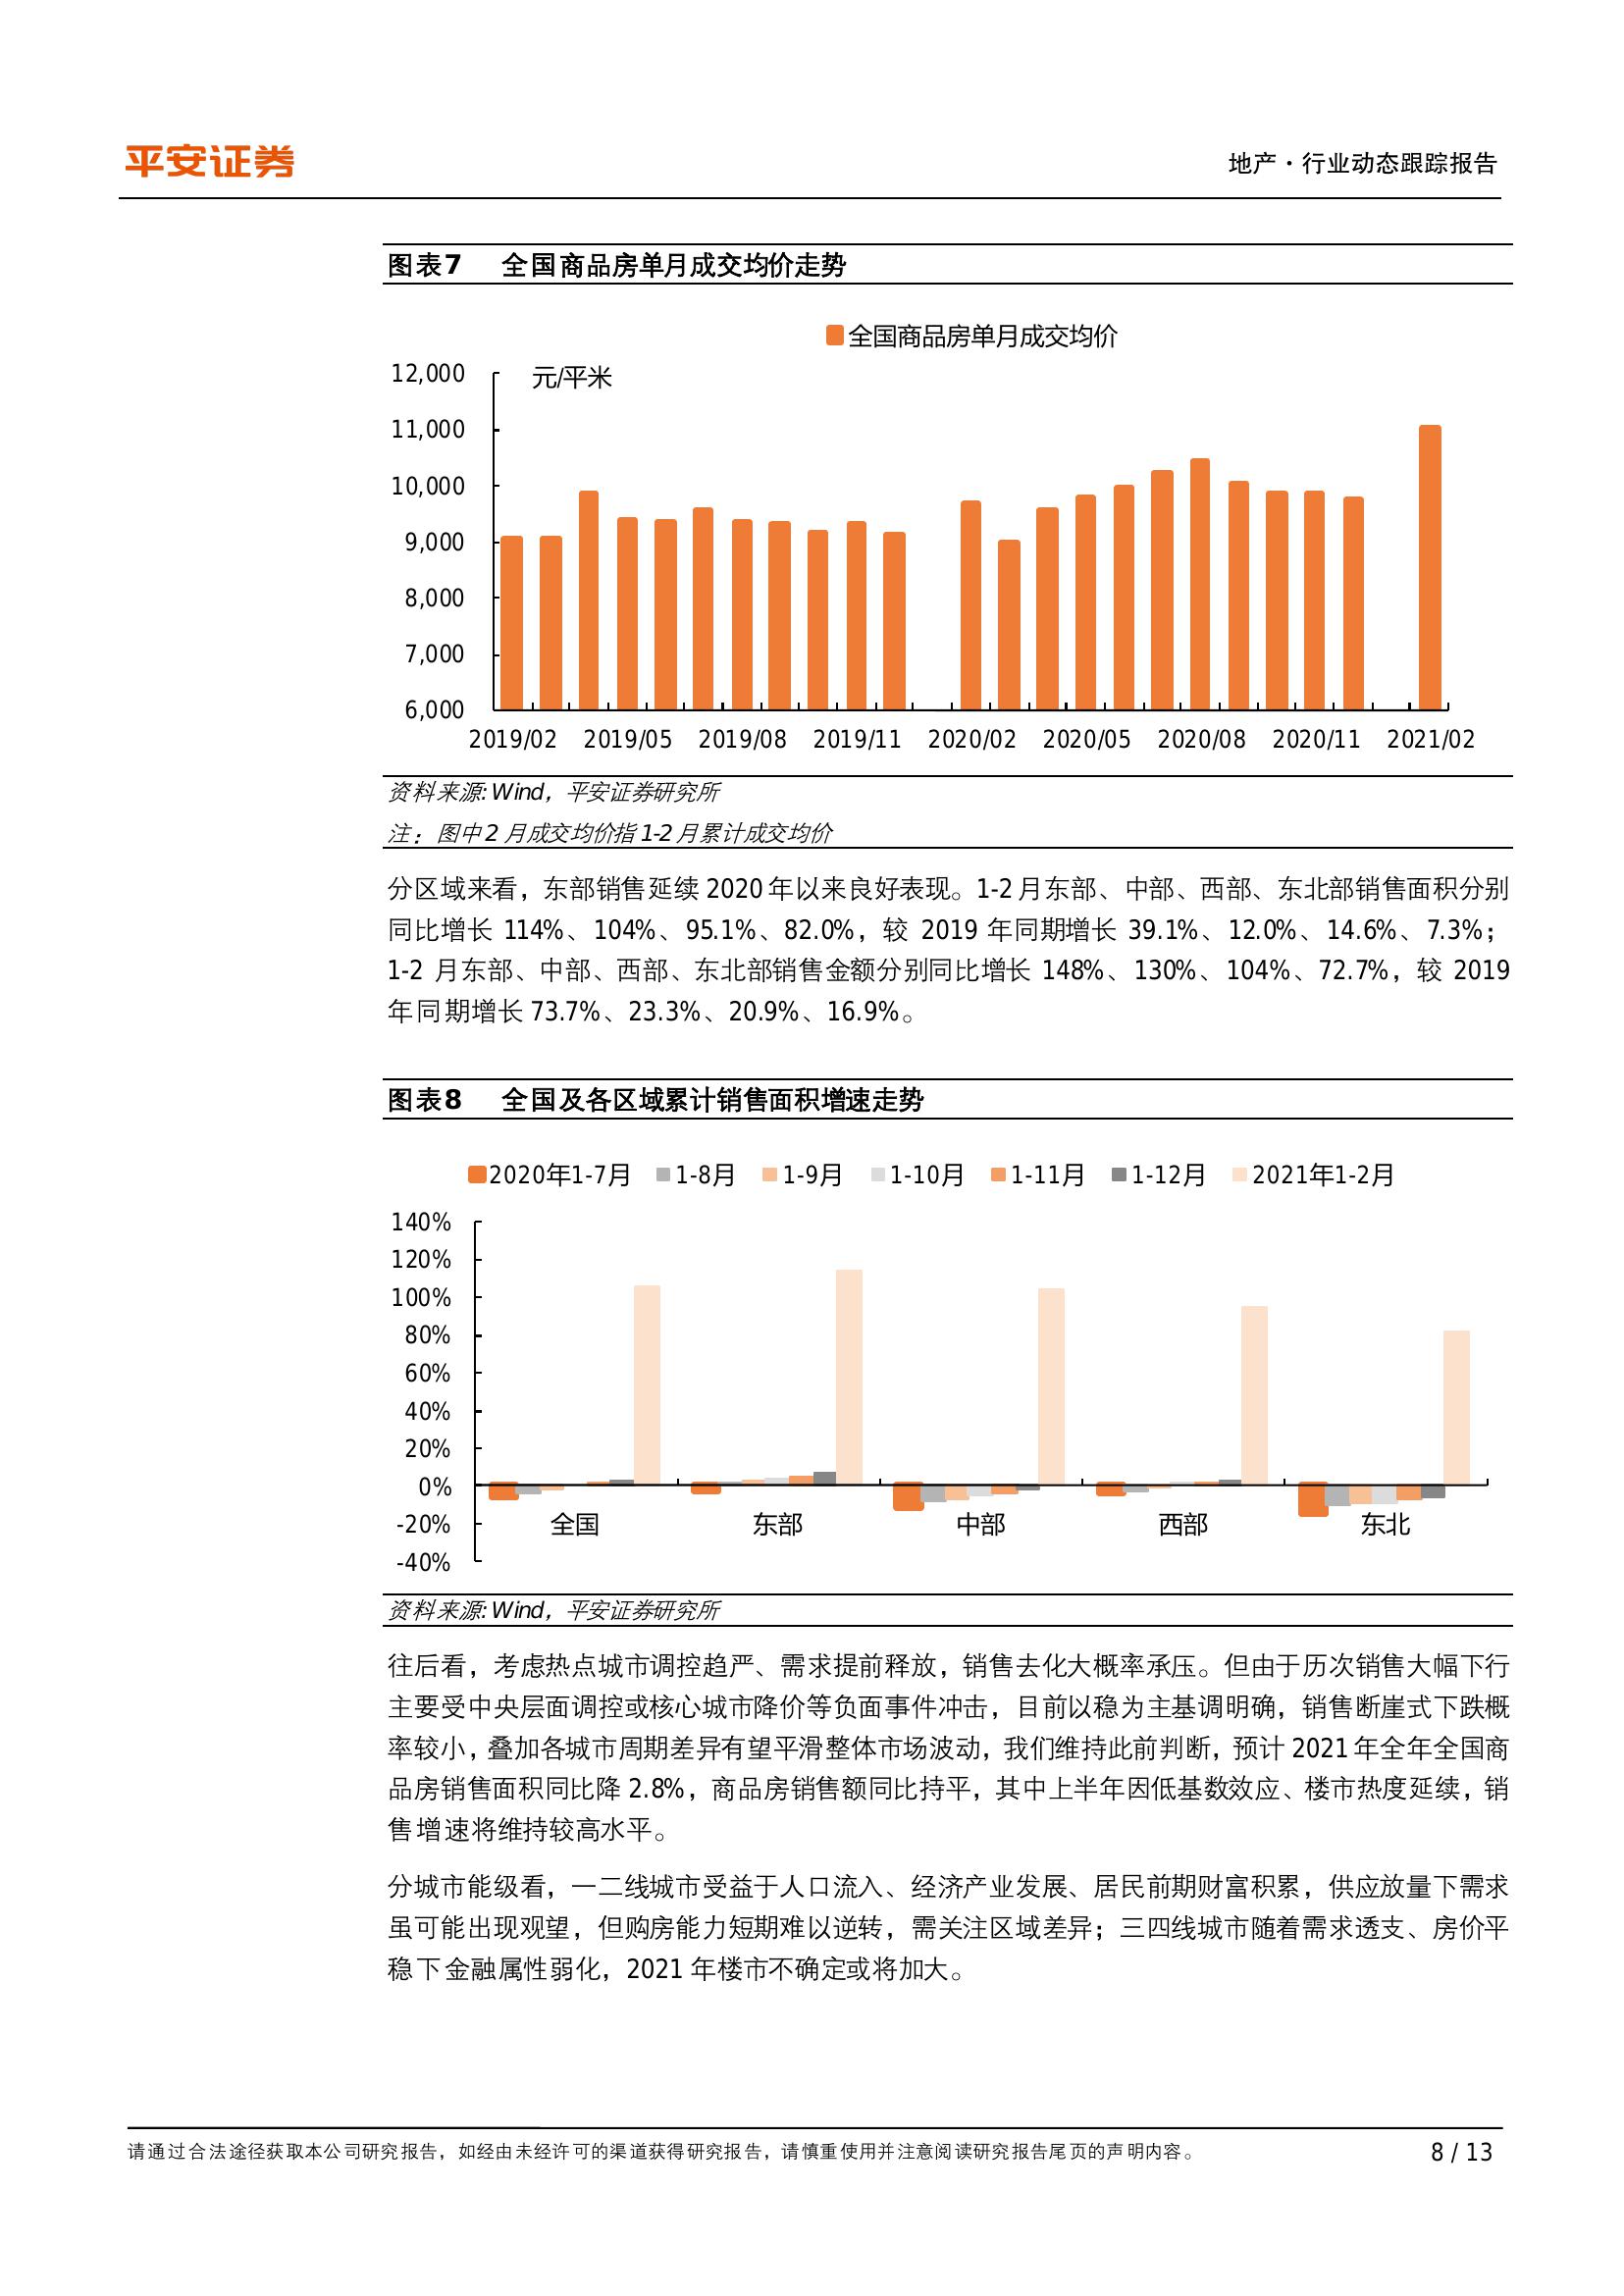 平安证券
地产·行业动态跟踪报告
图表7 全国商品房单月成交均价走势
全国商品房单月成交均价
元/平米
12,000
11,000
10,000
9,000
8,000
7,000
6,000
2019/02 2019/05 2019/08 2019/11 2020/02 2020/05 2020/08 2020/11 2021/02
资料来源:Wind，平安证券研究所
注：图中2月成交均价指1-2月累计成交均价
分区域来看，东部销售延续 2020 年以来良好表现。1-2 月东部、中部、西部、东北部销售面积分别
同比增长 114%、104%、95.1%、82.0%，较 2019 年同期增长 39.1%、12.0%、14.6%、7.3%；
1-2 月东部、中部、西部、东北部销售金额分别同比增长 148%、130%、104%、72.7%，较 2019
年同期增长 73.7%、23.3%、20.9%、16.9%。
图表8 全国及各区域累计销售面积增速走势
2020年1-7月 1-8月 1-9月 1-10月 1-11月 1-12月 2021年1-2月
140%
120%
100%
80%
60%
40%
20%
0%
-20%
-40%
全国 东部 中部 西部 东北
资料来源:Wind，平安证券研究所
往后看，考虑热点城市调控趋严、需求提前释放，销售去化大概率承压。但由于历次销售大幅下行
主要受中央层面调控或核心城市降价等负面事件冲击，目前以稳为主基调明确，销售断崖式下跌概
率较小，叠加各城市周期差异有望平滑整体市场波动，我们维持此前判断，预计 2021 年全年全国商
品房销售面积同比降 2.8%，商品房销售额同比持平，其中上半年因低基数效应、楼市热度延续，销
售增速将维持较高水平。
分城市能级看，一二线城市受益于人口流入、经济产业发展、居民前期财富积累，供应放量下需求
虽可能出现观望，但购房能力短期难以逆转，需关注区域差异；三四线城市随着需求透支、房价平
稳下金融属性弱化，2021 年楼市不确定或将加大。
请通过合法途径获取本公司研究报告，如经由未经许可的渠道获得研究报告，请慎重使用并注意阅读研究报告尾页的声明内容。
8 / 13